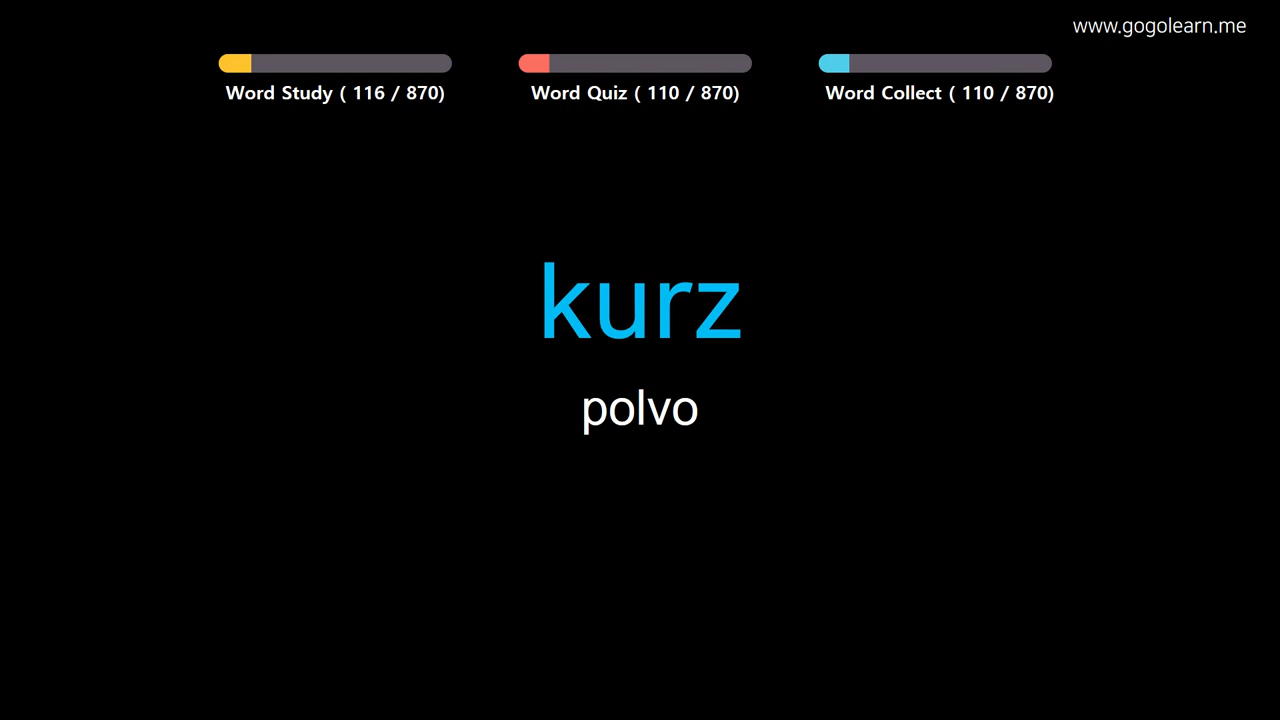 www.gogolearn.me
Word Study ( 116 / 870)
Word Quiz ( 110 / 870)
Word Collect ( 110 / 870)
kurz
polvo